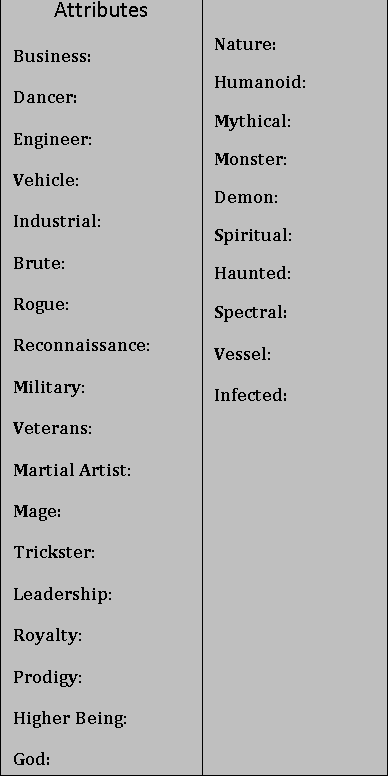 Attributes
Business:
Dancer:
Engineer:
Vehicle:
Industrial:
Brute:
Rogue:
Reconnaissance:
Military:
Veterans:
Martial Artist:
Mage:
Trickster:
Leadership:
Royalty:
Prodigy:
Higher Being:
God:
Nature:
Humanoid:
Mythical:
Monster:
Demon:
Spiritual:
Haunted:
Spectral:
Vessel:
Infected: